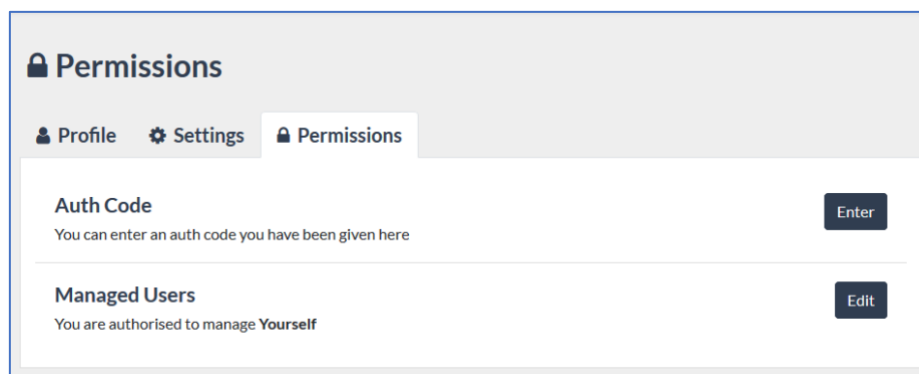 Permissions
Profile Settings Permissions
Auth Code
Enter
You can enter an auth code you have been given here
Managed Users
Edit
You are authorised to manage Yourself